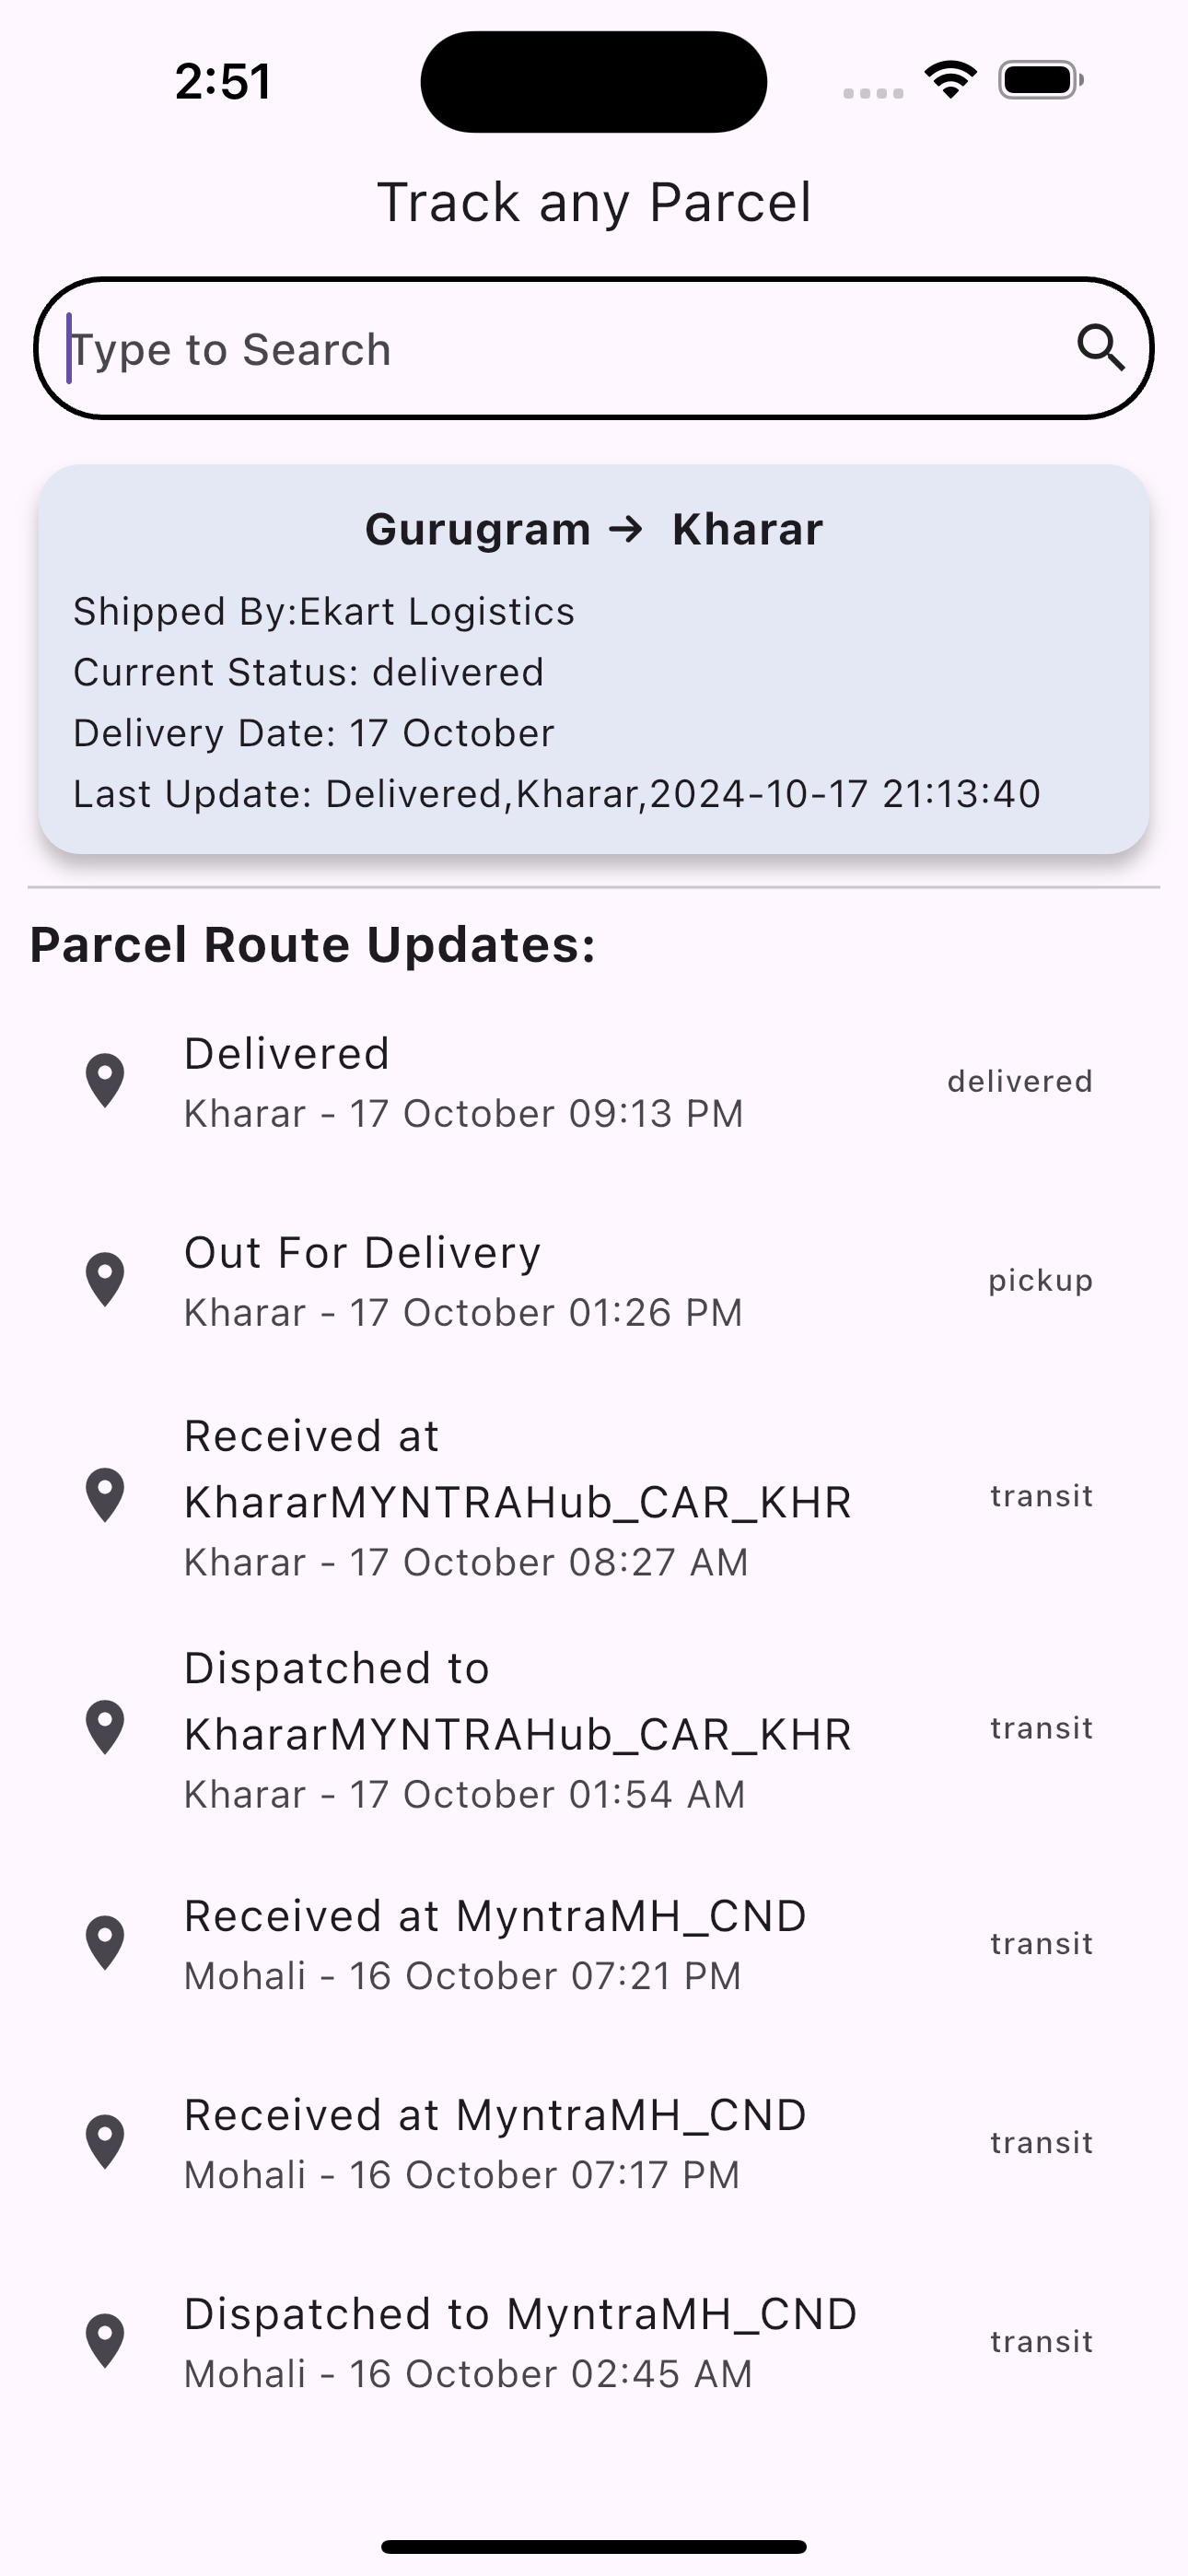 2:51
Track any Parcel
Type to Search
Gurugram → Kharar
Shipped By:Ekart Logistics
Current Status: delivered
Delivery Date: 17 October
Last Update: Delivered,Kharar,2024-10-17 21:13:40
Parcel Route Updates:
Delivered
Kharar - 17 October 09:13 PM
delivered
Out For Delivery
Kharar - 17 October 01:26 PM
pickup
Received at
KhararMYNTRAHub_CAR_KHR
Kharar - 17 October 08:27 AM
transit
Dispatched to
KhararMYNTRAHub_CAR_KHR
Kharar - 17 October 01:54 AM
transit
Received at MyntraMH_CND
Mohali - 16 October 07:21 PM
transit
Received at MyntraMH_CND
Mohali - 16 October 07:17 PM
transit
Dispatched to MyntraMH_CND
Mohali - 16 October 02:45 AM
transit